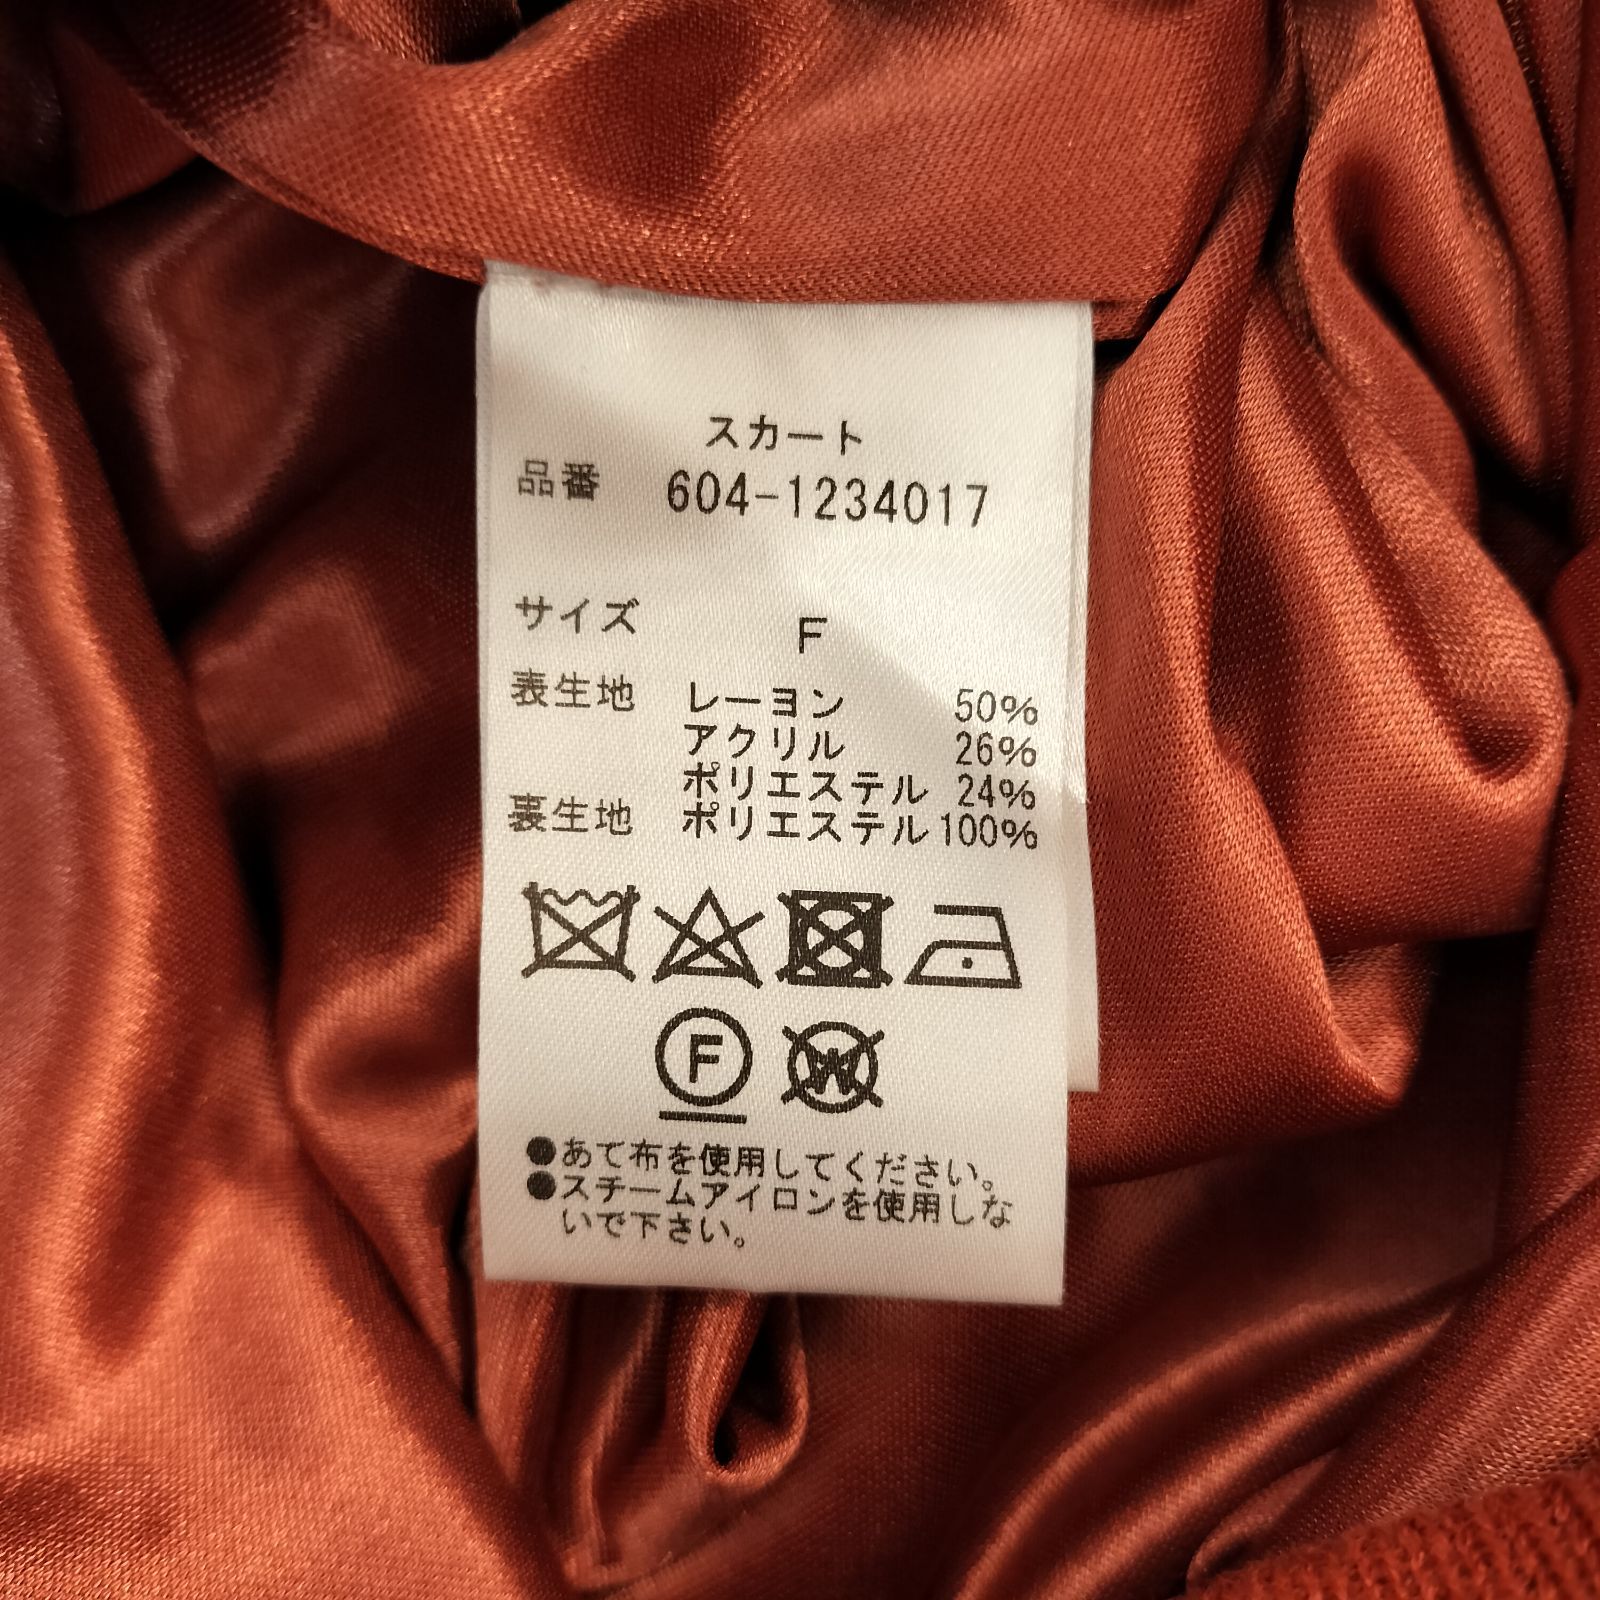 スカート
品番 604-1234017
サイズ F
表生地 レーヨン 50%
アクリル 26%
ポリエステル 24%
裏生地 ポリエステル 100%
F W
●あて布を使用してください。
●スチームアイロンを使用しな
いで下さい。